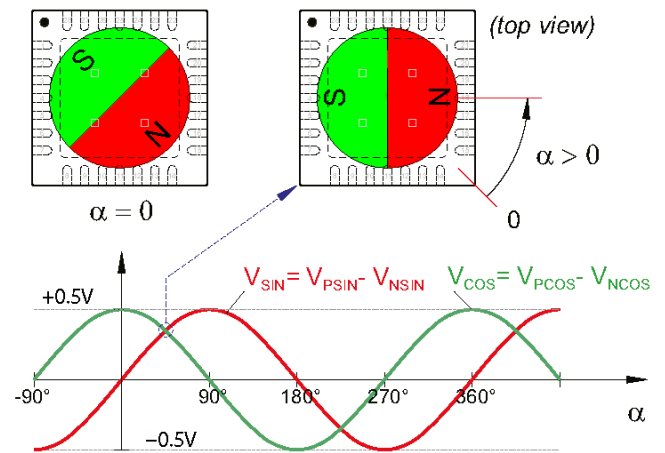 (top view)
S
N
S
N
α > 0
α = 0
0
V_SIN = V_PSIN - V_NSIN
V_COS = V_PCOS - V_NCOS
+0.5V
-90°
90°
180°
270°
360°
α
−0.5V